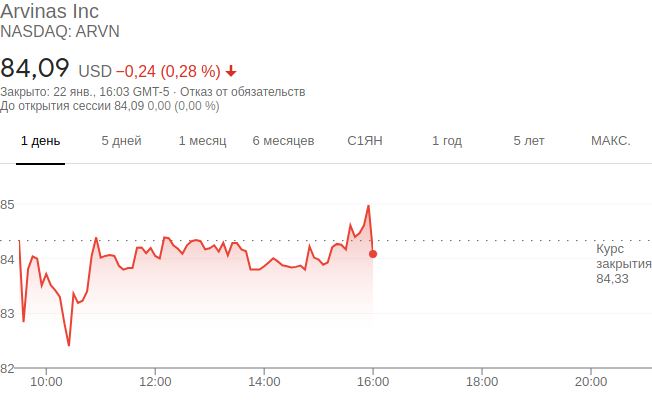 Arvinas Inc
NASDAQ: ARVN
84,09 USD −0,24 (0,28 %)
Закрыто: 22 янв., 16:03 GMT-5 · Отказ от обязательств
До открытия сессии 84,09 0,00 (0,00 %)
1 день 5 дней 1 месяц 6 месяцев С1ЯН 1 год 5 лет МАКС.
85
84
83
82
Курс
закрытия
84,33
10:00 12:00 14:00 16:00 18:00 20:00